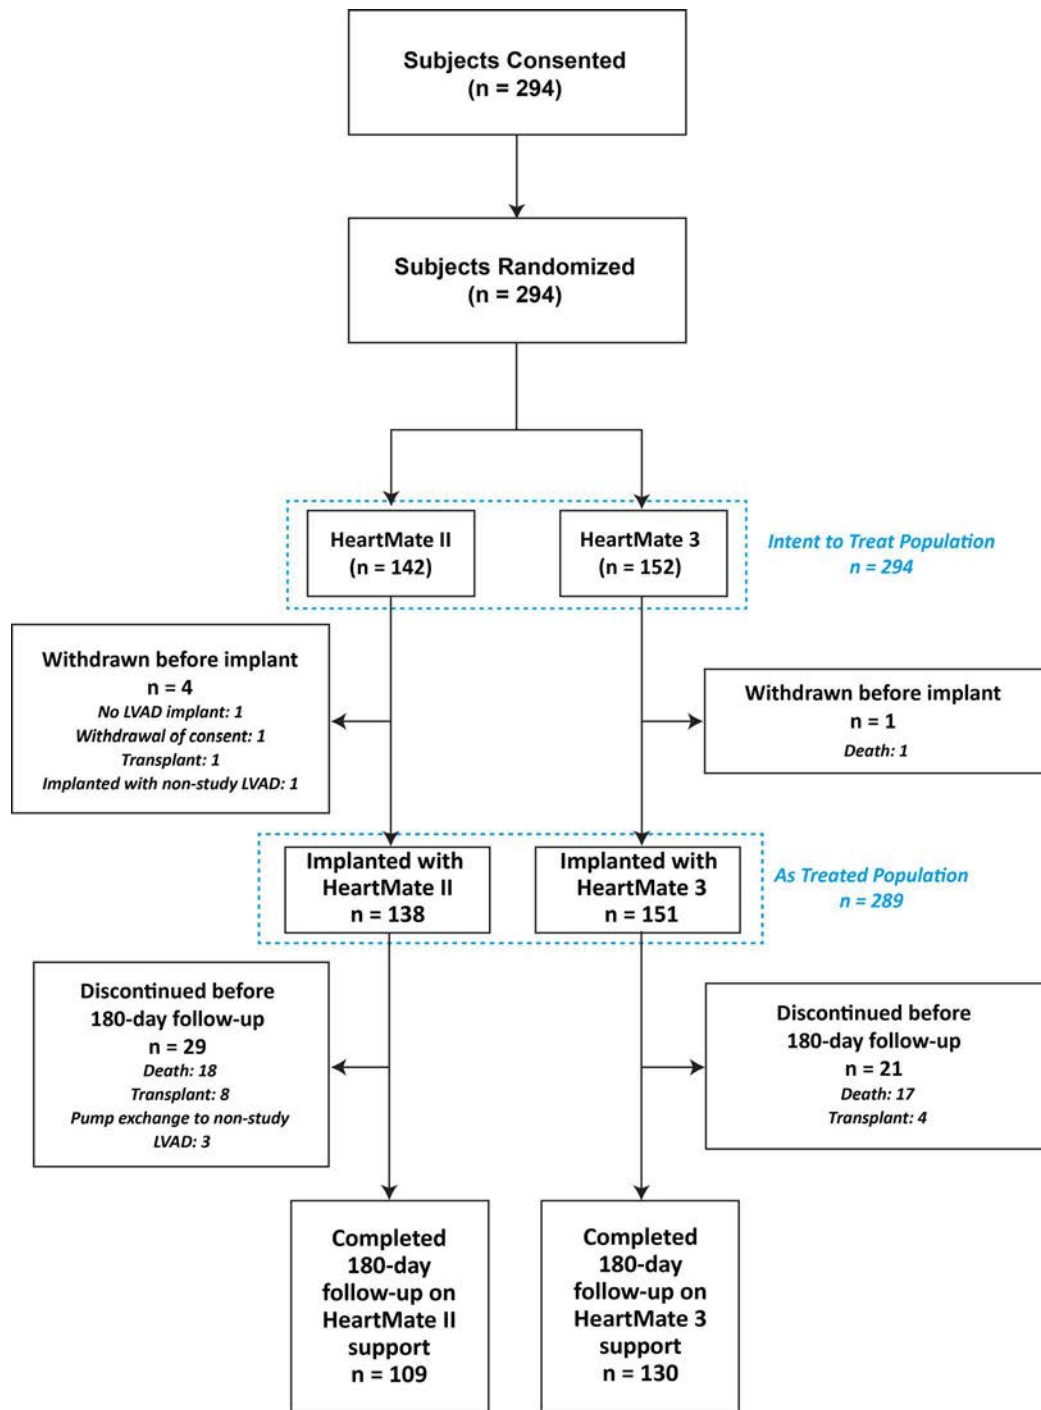 Subjects Consented
(n = 294)
Subjects Randomized
(n = 294)
HeartMate II
(n = 142)
HeartMate 3
(n = 152)
Intent to Treat Population
n = 294
Withdrawn before implant
n = 4
No LVAD implant: 1
Withdrawal of consent: 1
Transplant: 1
Implanted with non-study LVAD: 1
Withdrawn before implant
n = 1
Death: 1
Implanted with
HeartMate II
n = 138
Implanted with
HeartMate 3
n = 151
As Treated Population
n = 289
Discontinued before
180-day follow-up
n = 29
Death: 18
Transplant: 8
Pump exchange to non-study
LVAD: 3
Discontinued before
180-day follow-up
n = 21
Death: 17
Transplant: 4
Completed
180-day
follow-up on
HeartMate II
support
n = 109
Completed
180-day
follow-up on
HeartMate 3
support
n = 130